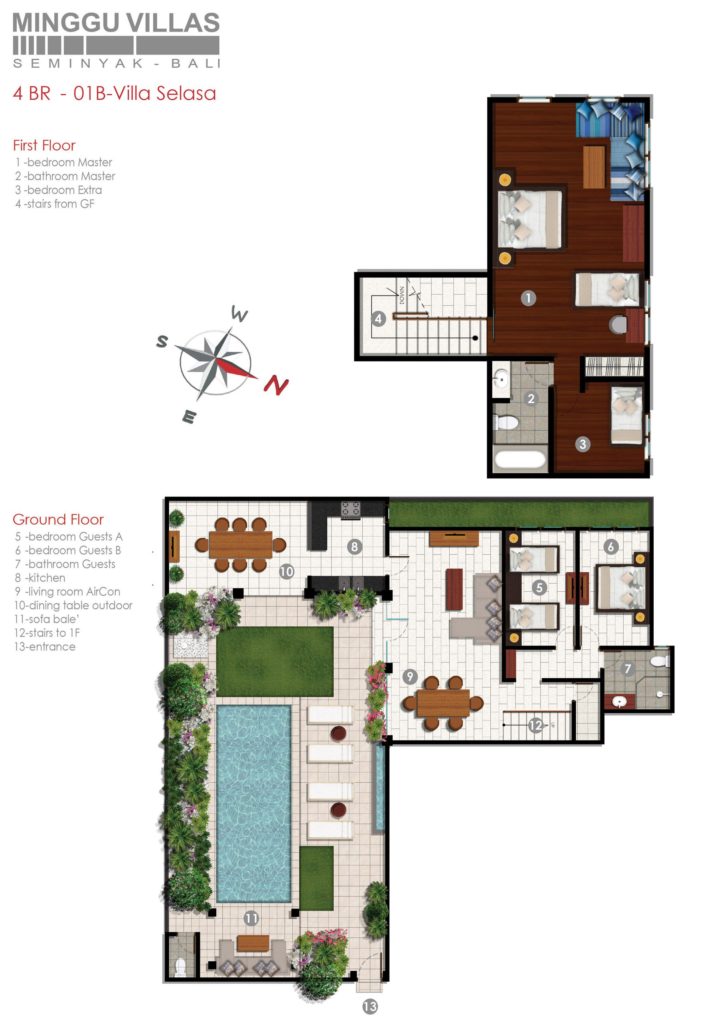 MINGGU VILLAS
SEMINYAK - BALI
4 BR - 01B-Villa Selasa
First Floor
1 -bedroom Master
2 -bathroom Master
3 -bedroom Extra
4 -stairs from GF
DOWN
1
4
2
3
W
S
N
E
Ground Floor
5 -bedroom Guests A
6 -bedroom Guests B
7 -bathroom Guests
8 -kitchen
9 -living room AirCon
10-dining table outdoor
11-sofa bale'
12-stairs to 1F
13-entrance
8
6
10
5
7
9
12
11
13